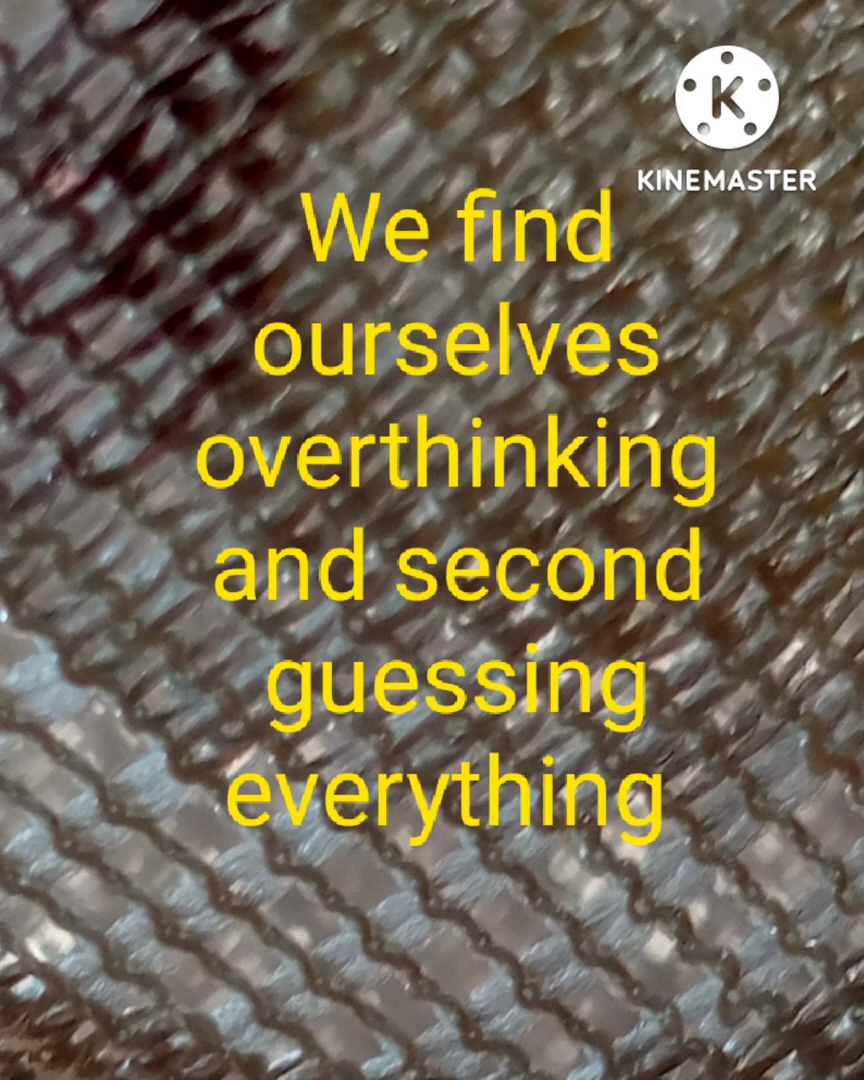 K
KINEMASTER
We find
ourselves
overthinking
and second
guessing
everything